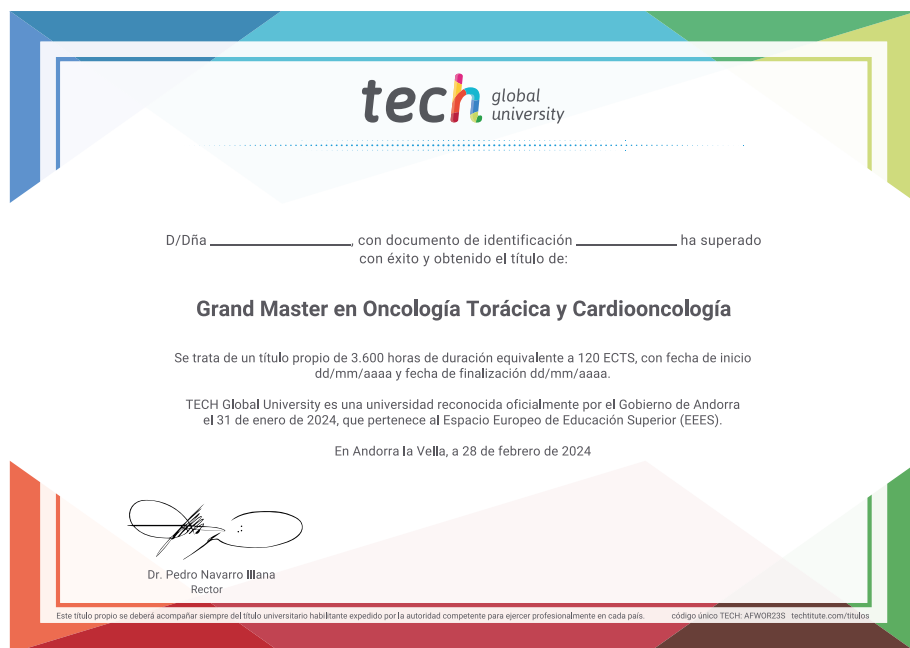 tech global university
D/Dña ______________, con documento de identificación __________ ha superado
con éxito y obtenido el título de:
Grand Master en Oncología Torácica y Cardiooncología
Se trata de un título propio de 3.600 horas de duración equivalente a 120 ECTS, con fecha de inicio
dd/mm/aaaa y fecha de finalización dd/mm/aaaa.
TECH Global University es una universidad reconocida oficialmente por el Gobierno de Andorra
el 31 de enero de 2024, que pertenece al Espacio Europeo de Educación Superior (EEES).
En Andorra la Vella, a 28 de febrero de 2024
Dr. Pedro Navarro Illana
Rector
Este título propio se deberá acompañar siempre del título universitario habilitante expedido por la autoridad competente para ejercer profesionalmente en cada país. código único TECH: AFWOR23S techtitute.com/titulos